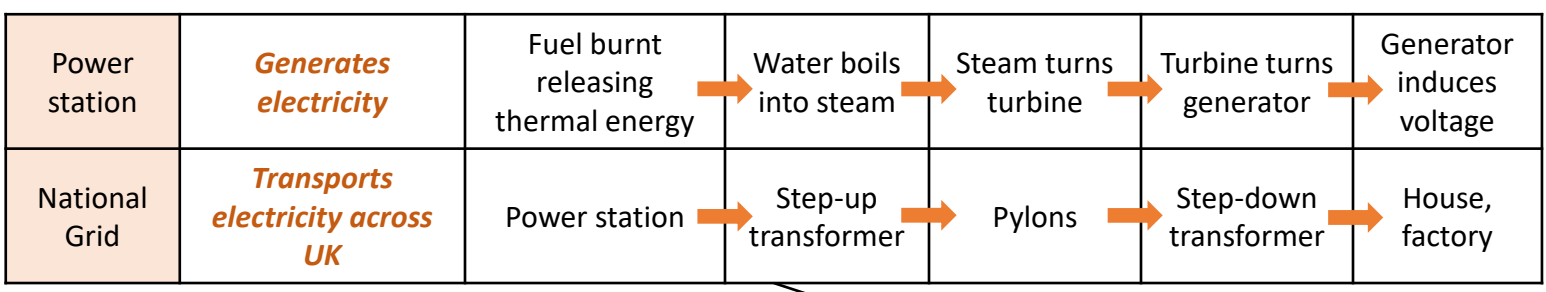 Power
station
Generates
electricity
Fuel burnt
releasing
thermal energy
Water boils
into steam
Steam turns
turbine
Turbine turns
generator
Generator
induces
voltage
National
Grid
Transports
electricity across
UK
Power station
Step-up
transformer
Pylons
Step-down
transformer
House,
factory